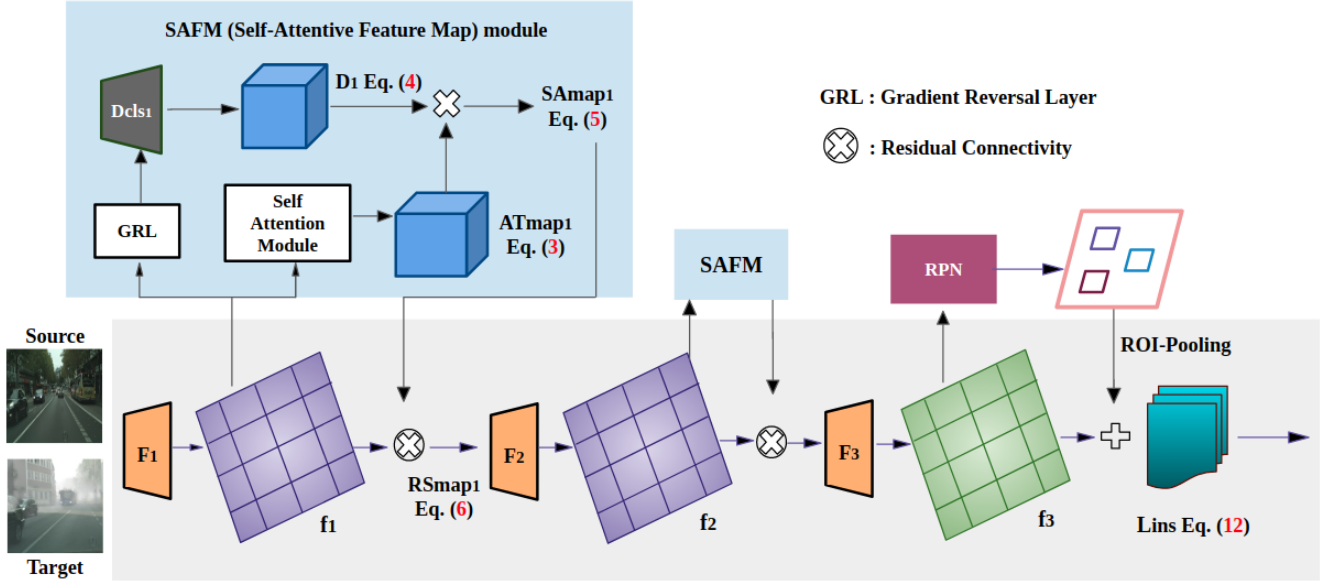 SAFM (Self-Attentive Feature Map) module
D1 Eq. (4)
Dcls1
SAmap1
Eq. (5)
GRL : Gradient Reversal Layer
: Residual Connectivity
GRL
Self
Attention
Module
ATmap1
Eq. (3)
SAFM
RPN
Source
ROI-Pooling
F1
F2
F3
RSmap1
Eq. (6)
f1
f2
f3
Lins Eq. (12)
Target